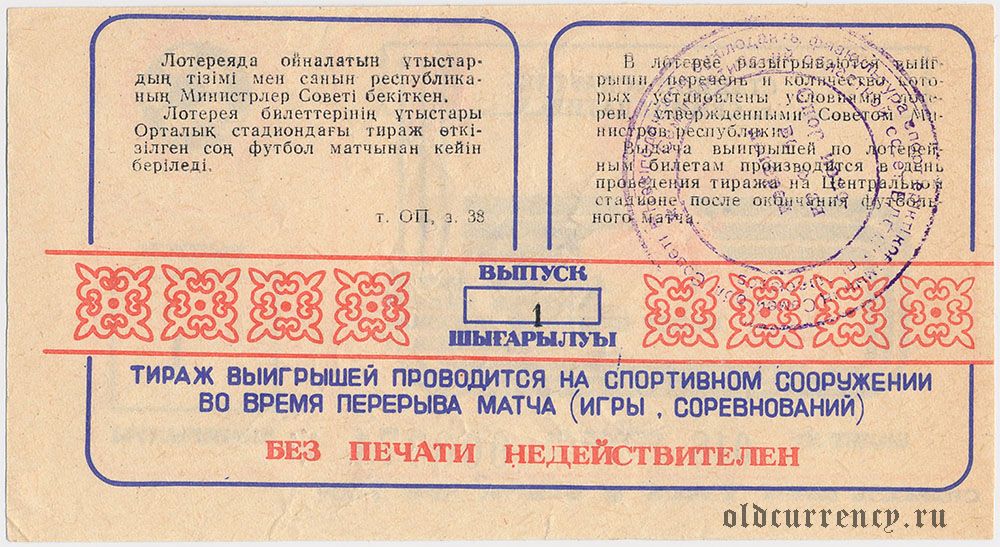 Лотереяда ойналатын ұтыстар-
дың тізімі мен санын республика-
ның Министрлер Советі бекіткен.
Лотерея билеттерінің ұтыстары
Орталық стадиондағы тираж өткі-
зілген соң футбол матчынан кейін
беріледі.
т. ОП, з. 38
В лотерее разыгрываются выиг-
рыши, перечень и количество кото-
рых установлены условиями лоте-
реи, утвержденными Советом Ми-
нистров республики.
Выдача выигрышей по лотерей-
ным билетам производится в день
проведения тиража на Центральном
стадионе после окончания футболь-
ного матча.
ВЫПУСК
1
ШЫҒАРЫЛУЫ
ТИРАЖ ВЫИГРЫШЕЙ ПРОВОДИТСЯ НА СПОРТИВНОМ СООРУЖЕНИИ
ВО ВРЕМЯ ПЕРЕРЫВА МАТЧА (ИГРЫ , СОРЕВНОВАНИЙ)
БЕЗ ПЕЧАТИ НЕДЕЙСТВИТЕЛЕН
oldcurrency.ru